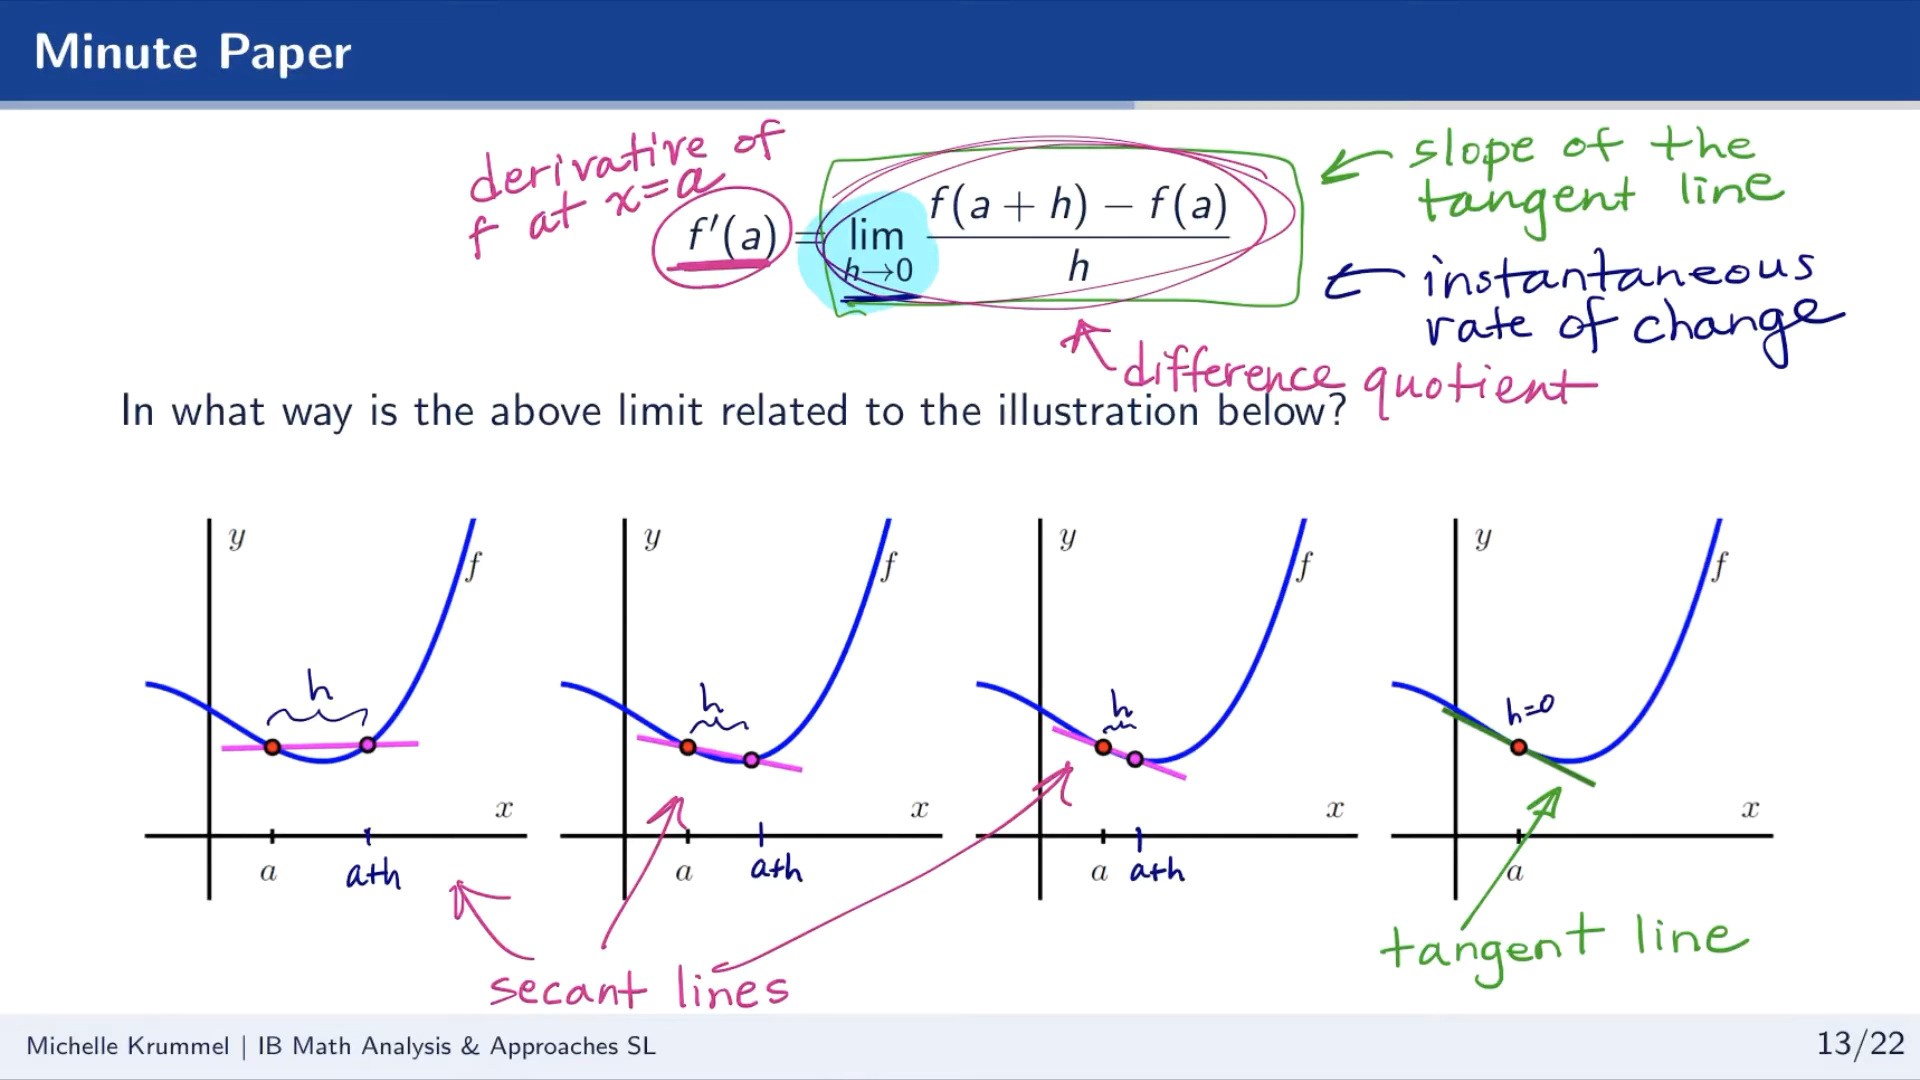 Minute Paper
derivative of
f at x=a
f′(a) = lim h→0 f(a + h) − f(a) / h
slope of the
tangent line
instantaneous
rate of change
difference quotient
In what way is the above limit related to the illustration below?
y
f
h
x
a
a+h
y
f
h
x
a
a+h
y
f
h
x
a
a+h
y
f
h=0
x
a
secant lines
tangent line
Michelle Krummel | IB Math Analysis & Approaches SL
13/22